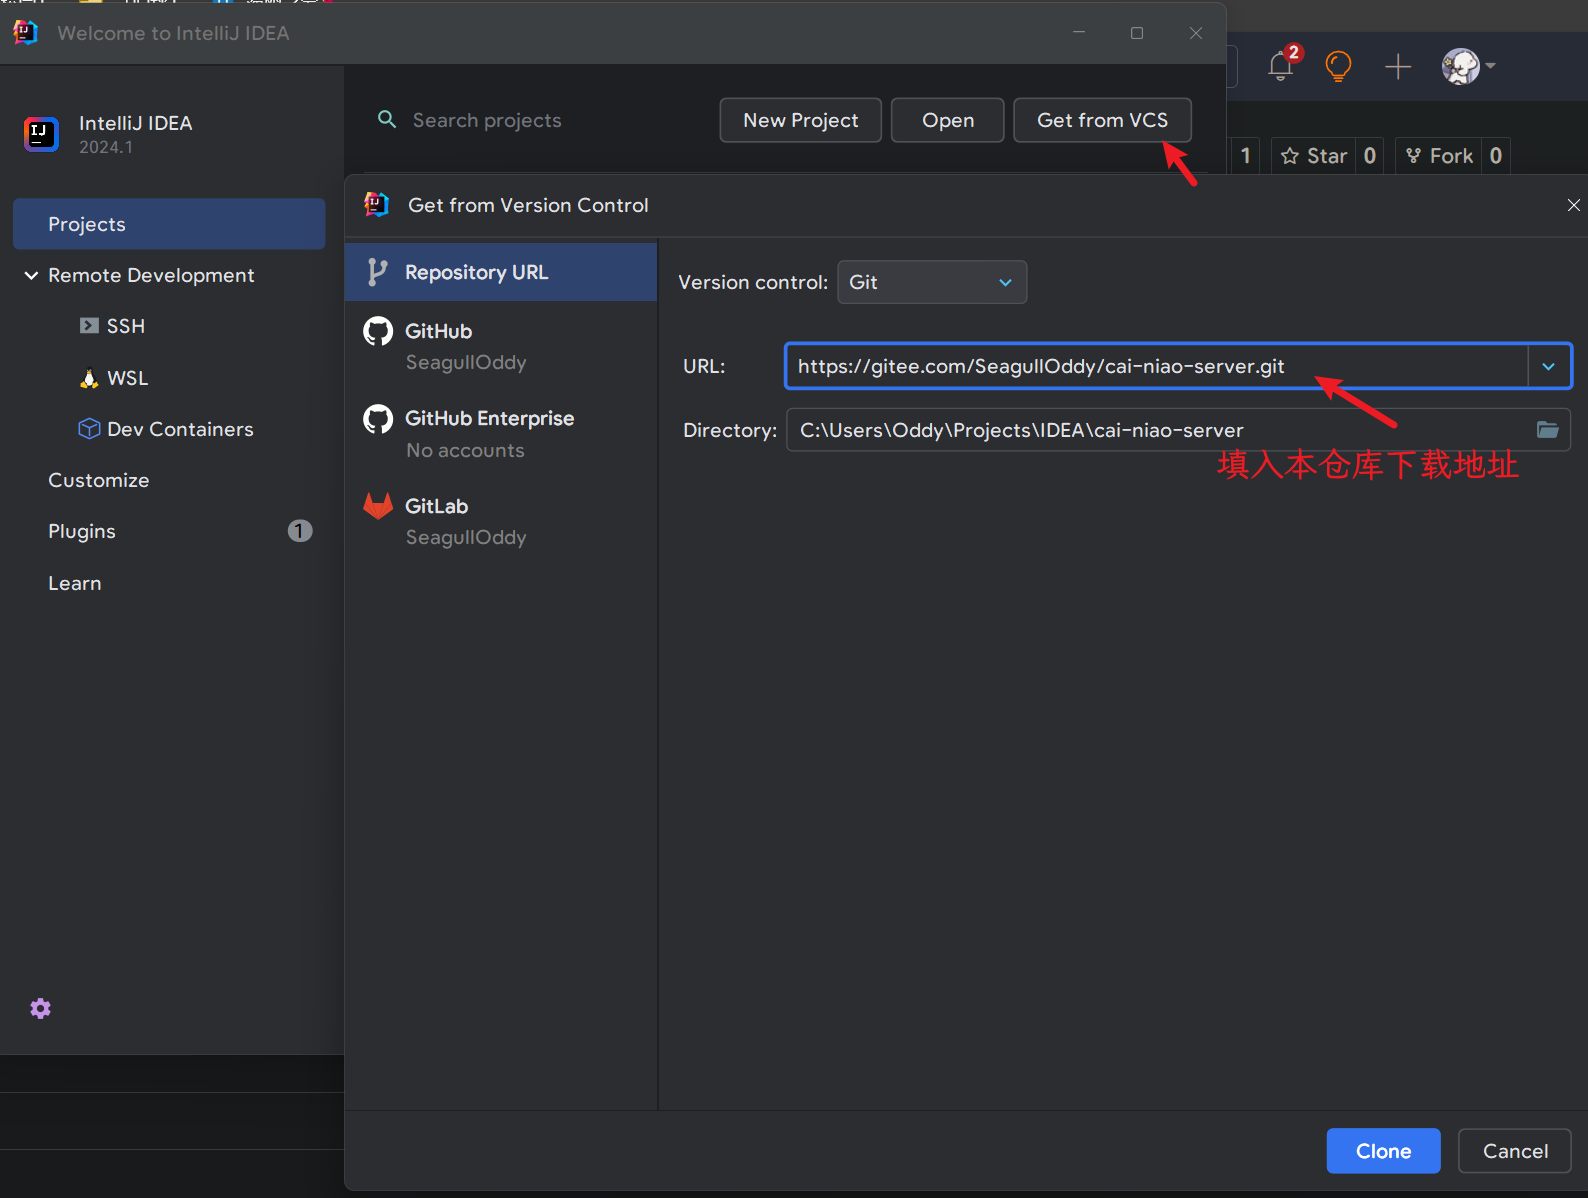 Welcome to IntelliJ IDEA
2
IntelliJ IDEA
2024.1
Search projects
New Project
Open
Get from VCS
1
Star
0
Fork
0
Projects
Remote Development
SSH
WSL
Dev Containers
Customize
Plugins
1
Learn
Get from Version Control
Repository URL
GitHub
SeagullOddy
GitHub Enterprise
No accounts
GitLab
SeagullOddy
Version control:
Git
URL:
https://gitee.com/SeagullOddy/cai-niao-server.git
Directory:
C:\Users\Oddy\Projects\IDEA\cai-niao-server
填入本仓库下载地址
Clone
Cancel